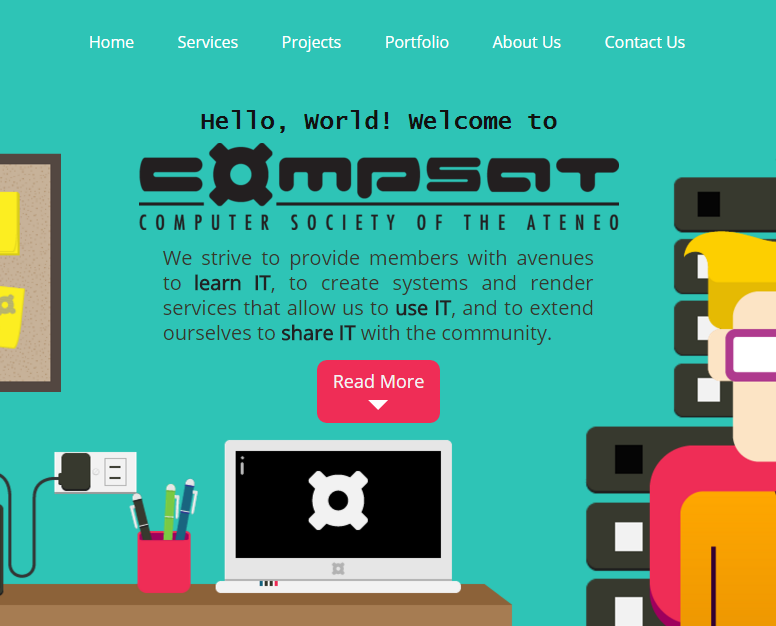 Home Services Projects Portfolio About Us Contact Us
Hello, World! Welcome to
compsat
COMPUTER SOCIETY OF THE ATENEO
We strive to provide members with avenues
to learn IT, to create systems and render
services that allow us to use IT, and to extend
ourselves to share IT with the community.
Read More
i